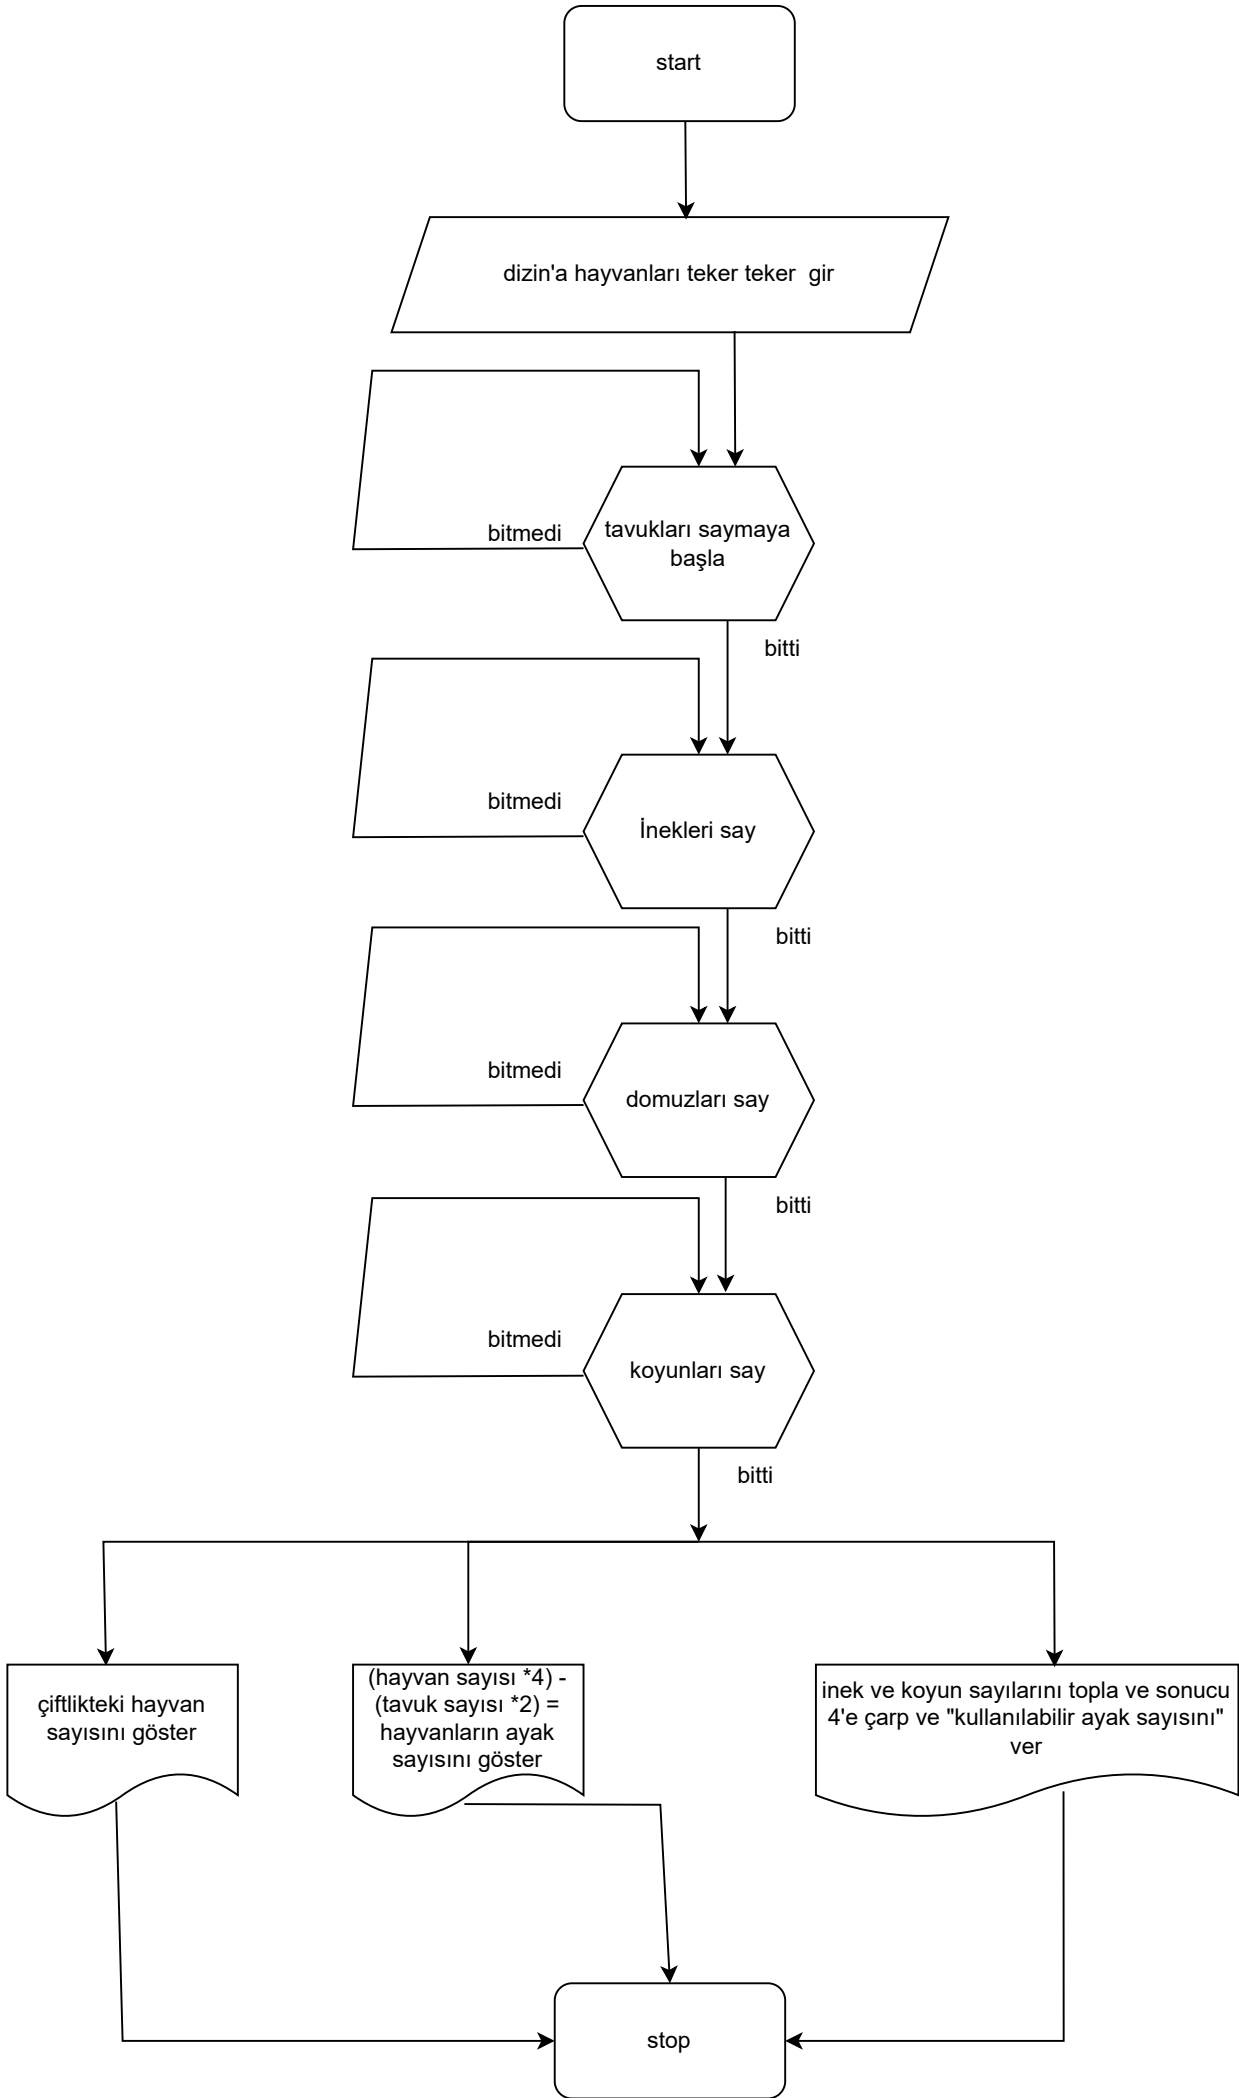 start
dizin'a hayvanları teker teker  gir
bitmedi
tavukları saymaya
başla
bitti
bitmedi
İnekleri say
bitti
bitmedi
domuzları say
bitti
bitmedi
koyunları say
bitti
çiftlikteki hayvan
sayısını göster
(hayvan sayısı *4) -
(tavuk sayısı *2) =
hayvanların ayak
sayısını göster
inek ve koyun sayılarını topla ve sonucu
4'e çarp ve "kullanılabilir ayak sayısını"
ver
stop